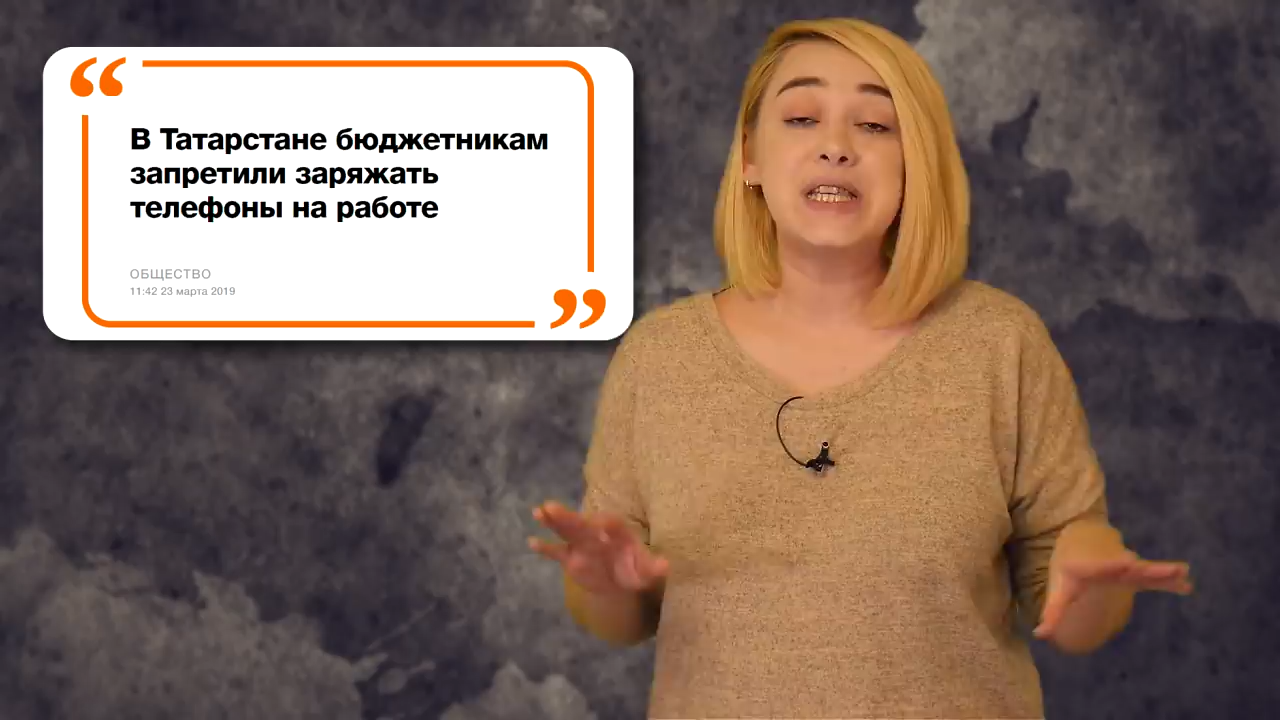 В Татарстане бюджетникам
запретили заряжать
телефоны на работе
ОБЩЕСТВО
11:42 23 марта 2019